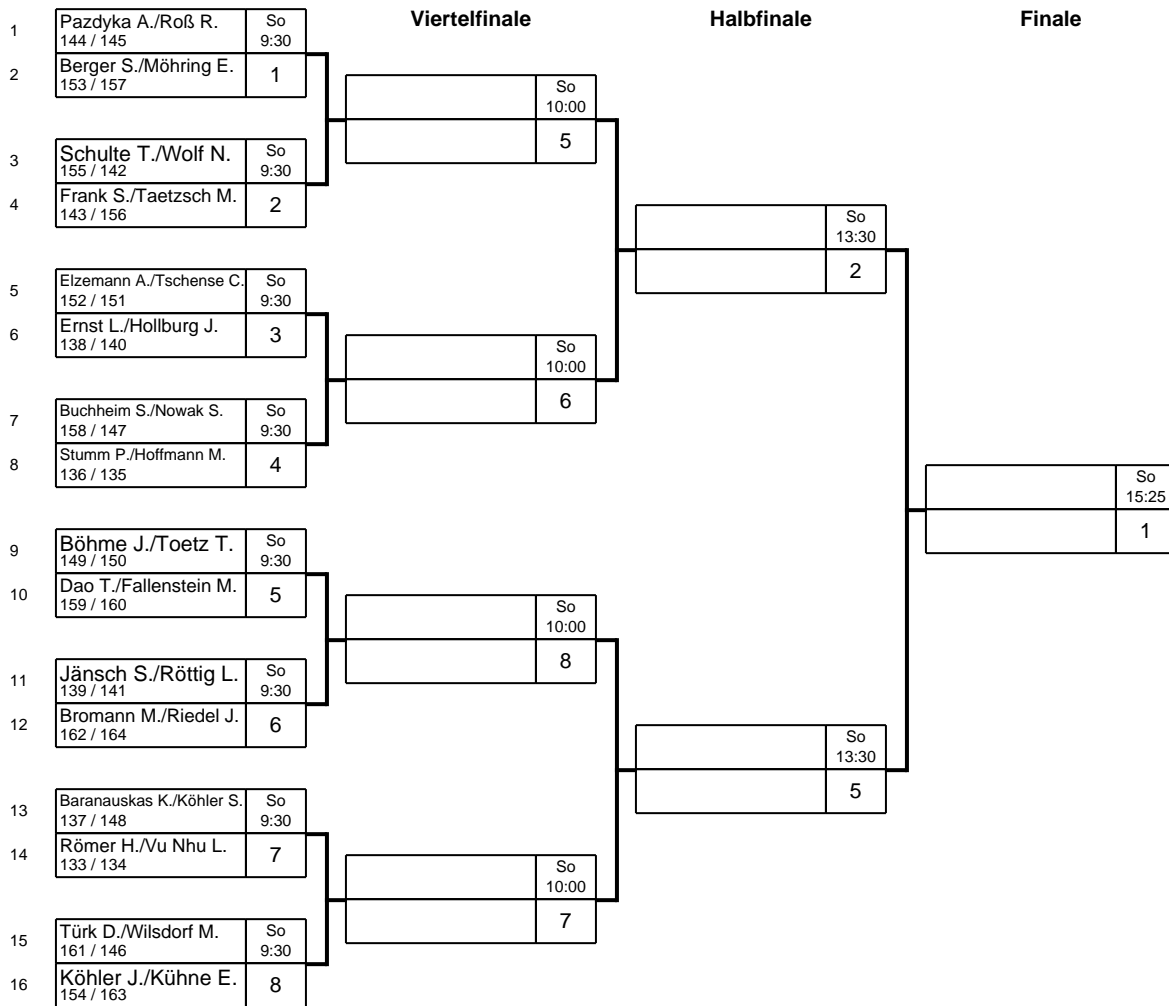 Viertelfinale Halbfinale Finale
1 Pazdyka A./Roß R. So
144 / 145 9:30
2 Berger S./Möhring E. 1
153 / 157
So
10:00
5
3 Schulte T./Wolf N. So
155 / 142 9:30
4 Frank S./Taetzsch M. 2
143 / 156
So
13:30
2
5 Elzemann A./Tschense C. So
152 / 151 9:30
6 Ernst L./Hollburg J. 3
138 / 140
So
10:00
6
7 Buchheim S./Nowak S. So
158 / 147 9:30
8 Stumm P./Hoffmann M. 4
136 / 135
So
15:25
1
9 Böhme J./Toetz T. So
149 / 150 9:30
10 Dao T./Fallenstein M. 5
159 / 160
So
10:00
8
11 Jänsch S./Röttig L. So
139 / 141 9:30
12 Bromann M./Riedel J. 6
162 / 164
So
13:30
5
13 Baranauskas K./Köhler S. So
137 / 148 9:30
14 Römer H./Vu Nhu L. 7
133 / 134
So
10:00
7
15 Türk D./Wilsdorf M. So
161 / 146 9:30
16 Köhler J./Kühne E. 8
154 / 163